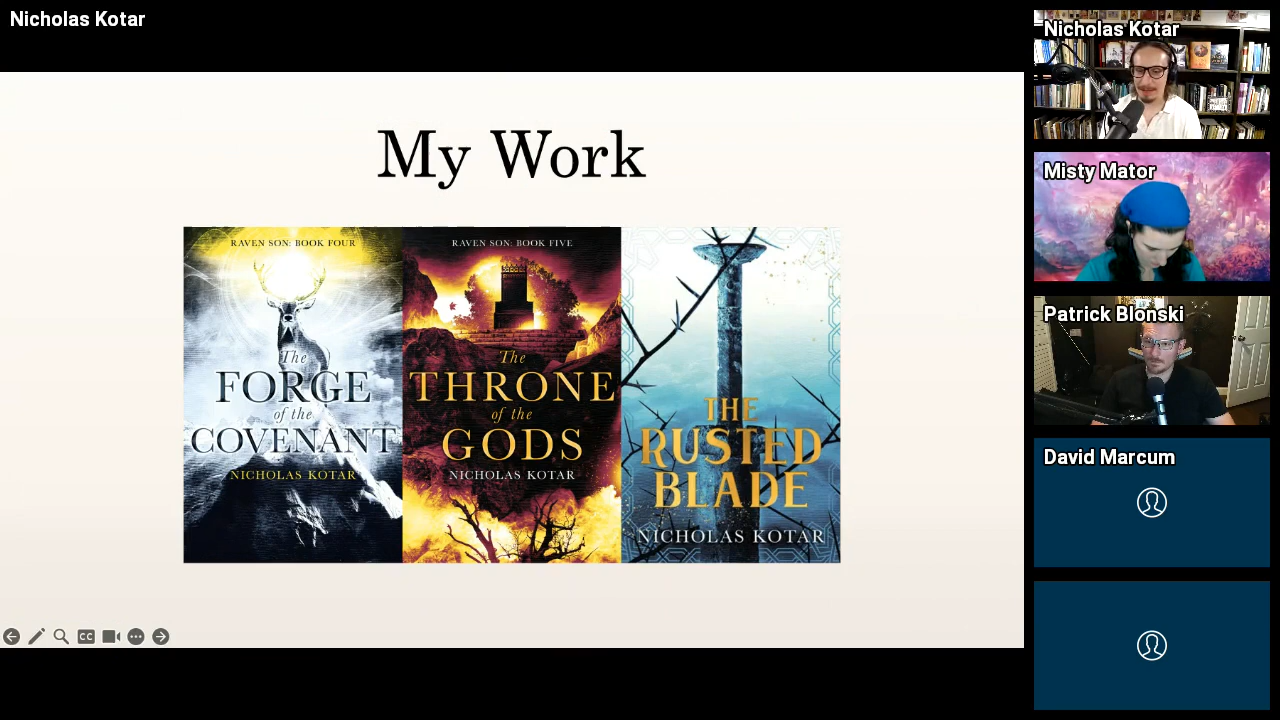 Nicholas Kotar
My Work
RAVEN SON: BOOK FOUR
The
FORGE
of the
COVENANT
NICHOLAS KOTAR
RAVEN SON: BOOK FIVE
The
THRONE
of the
GODS
NICHOLAS KOTAR
THE
RUSTED
BLADE
NICHOLAS KOTAR
CC
Nicholas Kotar
Misty Mator
Patrick Blonski
David Marcum